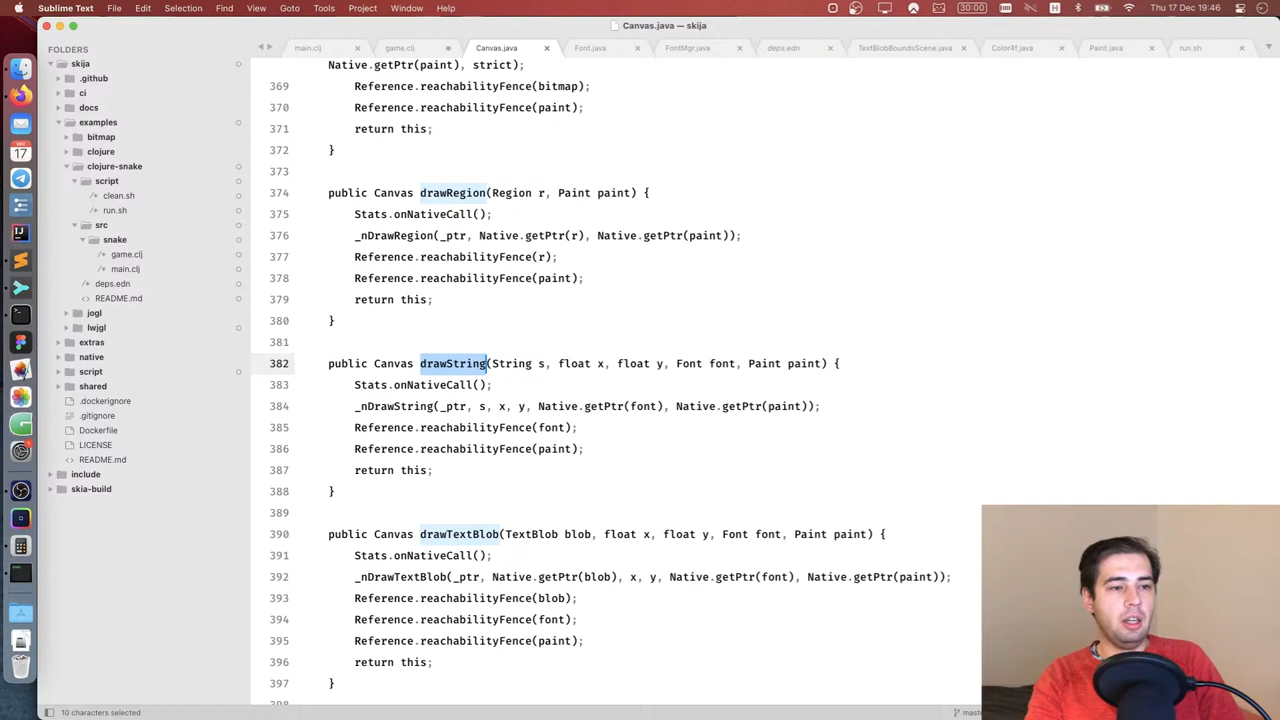 Sublime Text File Edit Selection Find View Goto Tools Project Window Help 30:00 Thu 17 Dec 19:46
Canvas.java — skija
main.clj game.clj Canvas.java Font.java FontMgr.java deps.edn TextBlobBoundsScene.java Color4f.java Paint.java run.sh
FOLDERS
skija
.github
ci
docs
examples
bitmap
clojure
clojure-snake
script
clean.sh
run.sh
src
snake
game.clj
main.clj
deps.edn
README.md
jogl
lwjgl
extras
native
script
shared
.dockerignore
.gitignore
Dockerfile
LICENSE
README.md
include
skia-build
DEC
17
Native.getPtr(paint), strict);
369 Reference.reachabilityFence(bitmap);
370 Reference.reachabilityFence(paint);
371 return this;
372 }
373
374 public Canvas drawRegion(Region r, Paint paint) {
375 Stats.onNativeCall();
376 _nDrawRegion(_ptr, Native.getPtr(r), Native.getPtr(paint));
377 Reference.reachabilityFence(r);
378 Reference.reachabilityFence(paint);
379 return this;
380 }
381
382 public Canvas drawString(String s, float x, float y, Font font, Paint paint) {
383 Stats.onNativeCall();
384 _nDrawString(_ptr, s, x, y, Native.getPtr(font), Native.getPtr(paint));
385 Reference.reachabilityFence(font);
386 Reference.reachabilityFence(paint);
387 return this;
388 }
389
390 public Canvas drawTextBlob(TextBlob blob, float x, float y, Font font, Paint paint) {
391 Stats.onNativeCall();
392 _nDrawTextBlob(_ptr, Native.getPtr(blob), x, y, Native.getPtr(font), Native.getPtr(paint));
393 Reference.reachabilityFence(blob);
394 Reference.reachabilityFence(font);
395 Reference.reachabilityFence(paint);
396 return this;
397 }
10 characters selected